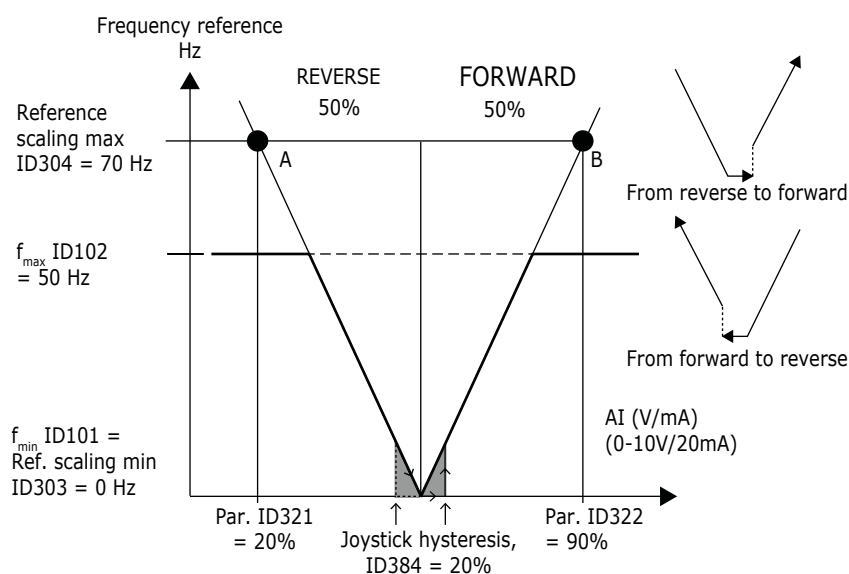 Frequency reference
Hz
REVERSE
50%
FORWARD
50%
Reference
scaling max
ID304 = 70 Hz
A
B
From reverse to forward
fmax ID102
= 50 Hz
From forward to reverse
AI (V/mA)
(0-10V/20mA)
fmin ID101 =
Ref. scaling min
ID303 = 0 Hz
Par. ID321
= 20%
Joystick hysteresis,
ID384 = 20%
Par. ID322
= 90%